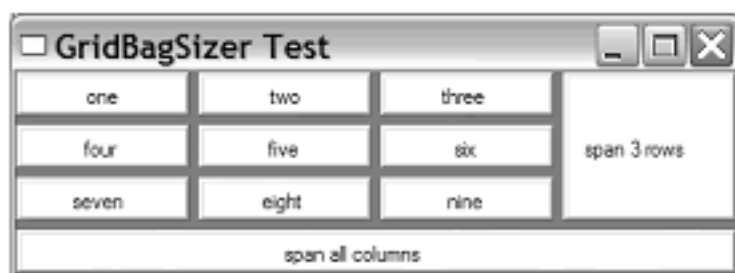 GridBagSizer Test
one two three
four five six span 3 rows
seven eight nine
span all columns